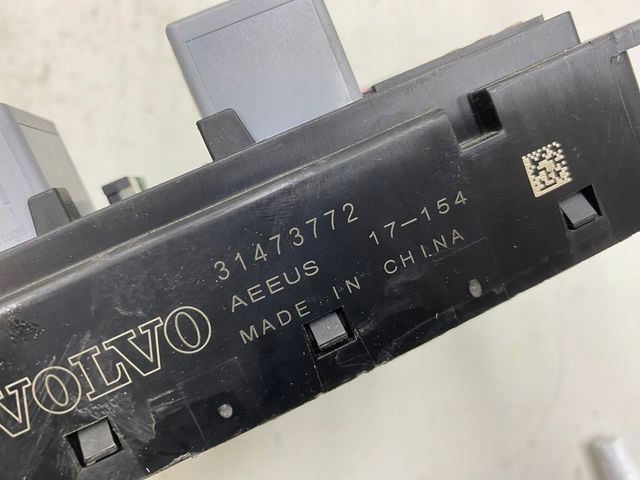 31473772
AEEUS 17-154
MADE IN CHINA
VOLVO